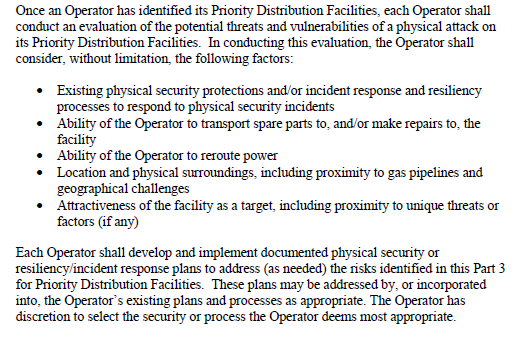 Once an Operator has identified its Priority Distribution Facilities, each Operator shall
conduct an evaluation of the potential threats and vulnerabilities of a physical attack on
its Priority Distribution Facilities.  In conducting this evaluation, the Operator shall
consider, without limitation, the following factors:
• Existing physical security protections and/or incident response and resiliency
processes to respond to physical security incidents
• Ability of the Operator to transport spare parts to, and/or make repairs to, the
facility
• Ability of the Operator to reroute power
• Location and physical surroundings, including proximity to gas pipelines and
geographical challenges
• Attractiveness of the facility as a target, including proximity to unique threats or
factors (if any)
Each Operator shall develop and implement documented physical security or
resiliency/incident response plans to address (as needed) the risks identified in this Part 3
for Priority Distribution Facilities.  These plans may be addressed by, or incorporated
into, the Operator's existing plans and processes as appropriate. The Operator has
discretion to select the security or process the Operator deems most appropriate.